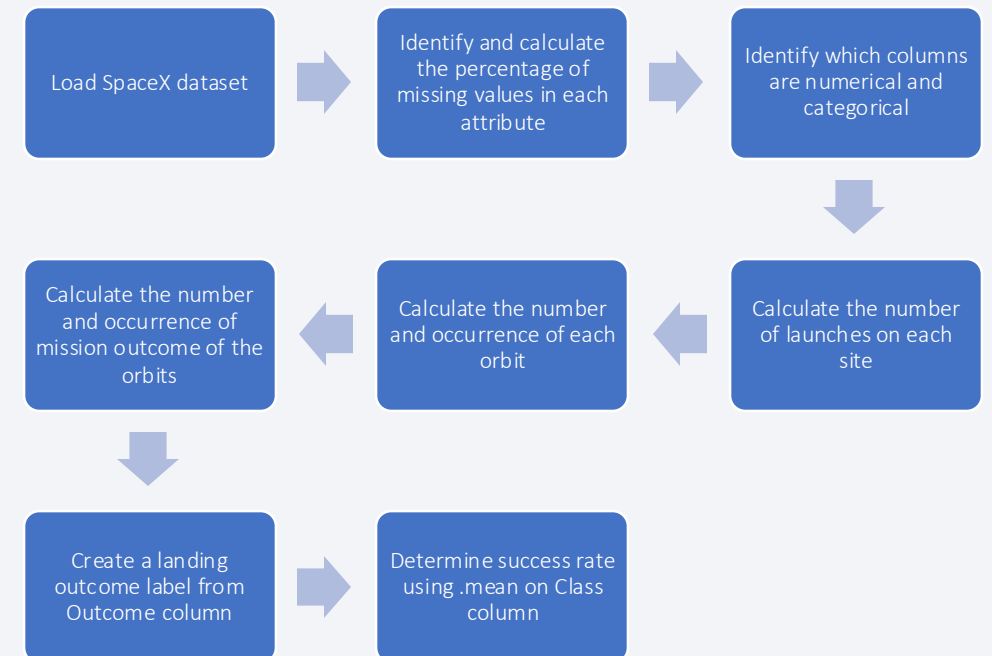 Load SpaceX dataset
Identify and calculate
the percentage of
missing values in each
attribute
Identify which columns
are numerical and
categorical
Calculate the number
of launches on each
site
Calculate the number
and occurrence of each
orbit
Calculate the number
and occurrence of
mission outcome of the
orbits
Create a landing
outcome label from
Outcome column
Determine success rate
using .mean on Class
column